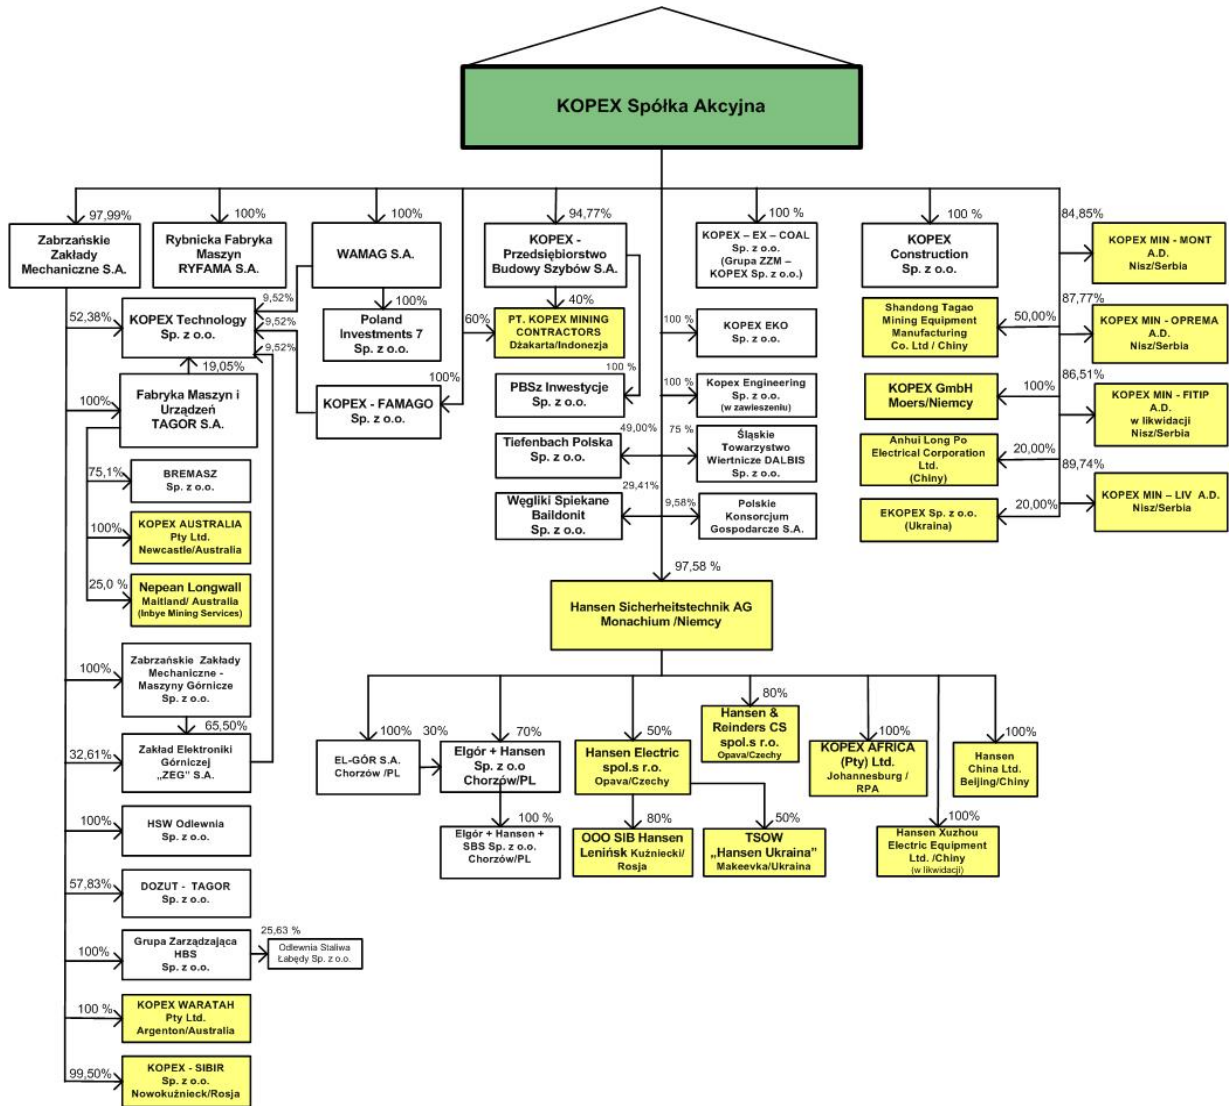 KOPEX Spółka Akcyjna
97,99%
Zabrzańskie
Zakłady
Mechaniczne S.A.
100%
Rybnicka Fabryka
Maszyn
RYFAMA S.A.
100%
WAMAG S.A.
94,77%
KOPEX -
Przedsiębiorstwo
Budowy Szybów S.A.
100 %
KOPEX – EX – COAL
Sp. z o.o.
(Grupa ZZM –
KOPEX Sp. z o.o.)
100 %
KOPEX
Construction
Sp. z o.o.
84,85%
KOPEX MIN - MONT
A.D.
Nisz/Serbia
52,38%
KOPEX Technology
Sp. z o.o.
9,52%
9,52%
9,52%
19,05%
100%
Poland
Investments 7
Sp. z o.o.
60%
40%
PT. KOPEX MINING
CONTRACTORS
Dżakarta/Indonezja
100 %
KOPEX EKO
Sp. z o.o.
Shandong Tagao
Mining Equipment
Manufacturing
Co. Ltd / Chiny
50,00%
87,77%
KOPEX MIN - OPREMA
A.D.
Nisz/Serbia
100%
Fabryka Maszyn i
Urządzeń
TAGOR S.A.
100%
KOPEX - FAMAGO
Sp. z o.o.
100 %
PBSz Inwestycje
Sp. z o.o.
100 %
Kopex Engineering
Sp. z o.o.
(w zawieszeniu)
KOPEX GmbH
Moers/Niemcy
100%
86,51%
KOPEX MIN - FITIP
A.D.
w likwidacji
Nisz/Serbia
75,1%
BREMASZ
Sp. z o.o.
49,00%
Tiefenbach Polska
Sp. z o.o.
75 %
Śląskie
Towarzystwo
Wiertnicze DALBIS
Sp. z o.o.
Anhui Long Po
Electrical Corporation
Ltd.
(Chiny)
20,00%
89,74%
KOPEX MIN – LIV A.D.
Nisz/Serbia
100%
KOPEX AUSTRALIA
Pty Ltd.
Newcastle/Australia
29,41%
Węgliki Spiekane
Baildonit
Sp. z o.o.
9,58%
Polskie
Konsorcjum
Gospodarcze S.A.
EKOPEX Sp. z o.o.
(Ukraina)
20,00%
25,0 %
Nepean Longwall
Maitland/ Australia
(Inbye Mining Services)
97,58 %
Hansen Sicherheitstechnik AG
Monachium /Niemcy
100%
Zabrzańskie Zakłady
Mechaniczne -
Maszyny Górnicze
Sp. z o.o.
65,50%
32,61%
Zakład Elektroniki
Górniczej
„ZEG" S.A.
100%
EL-GÓR S.A.
Chorzów /PL
30%
70%
Elgór + Hansen
Sp. z o.o
Chorzów/PL
50%
Hansen Electric
spol.s r.o.
Opava/Czechy
80%
Hansen &
Reinders CS
spol.s r.o.
Opava/Czechy
100%
KOPEX AFRICA
(Pty) Ltd.
Johannesburg /
RPA
100%
Hansen
China Ltd.
Beijing/Chiny
100%
HSW Odlewnia
Sp. z o.o.
100 %
Elgór + Hansen +
SBS Sp. z o.o.
Chorzów/PL
80%
OOO SIB Hansen
Lenińsk Kuźniecki/
Rosja
50%
TSOW
„Hansen Ukraina"
Makeevka/Ukraina
100%
Hansen Xuzhou
Electric Equipment
Ltd. /Chiny
(w likwidacji)
57,83%
DOZUT - TAGOR
Sp. z o.o.
100%
Grupa Zarządzająca
HBS
Sp. z o.o.
25,63 %
Odlewnia Staliwa
Łabędy Sp. z o.o.
100 %
KOPEX WARATAH
Pty Ltd.
Argenton/Australia
99,50%
KOPEX - SIBIR
Sp. z o.o.
Nowokuźnieck/Rosja